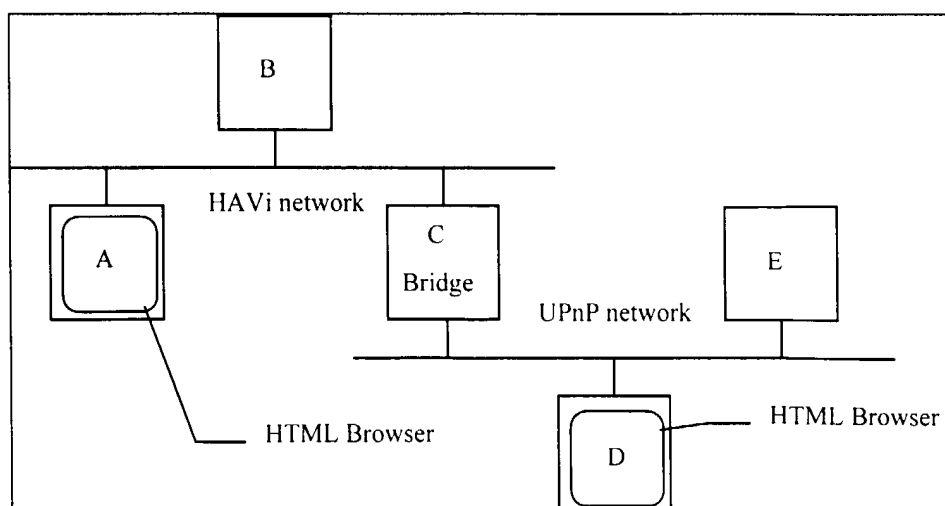 B
HAVi network
A
C
Bridge
E
UPnP network
HTML Browser
HTML Browser
D